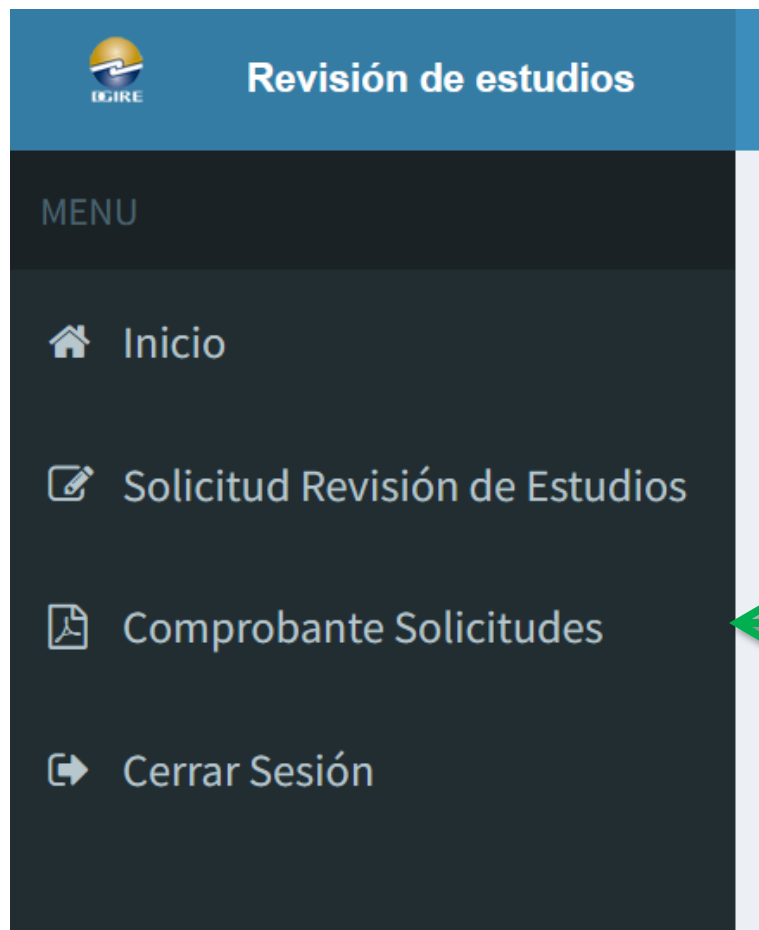 DGIRE
Revisión de estudios
MENU
Inicio
Solicitud Revisión de Estudios
Comprobante Solicitudes
Cerrar Sesión